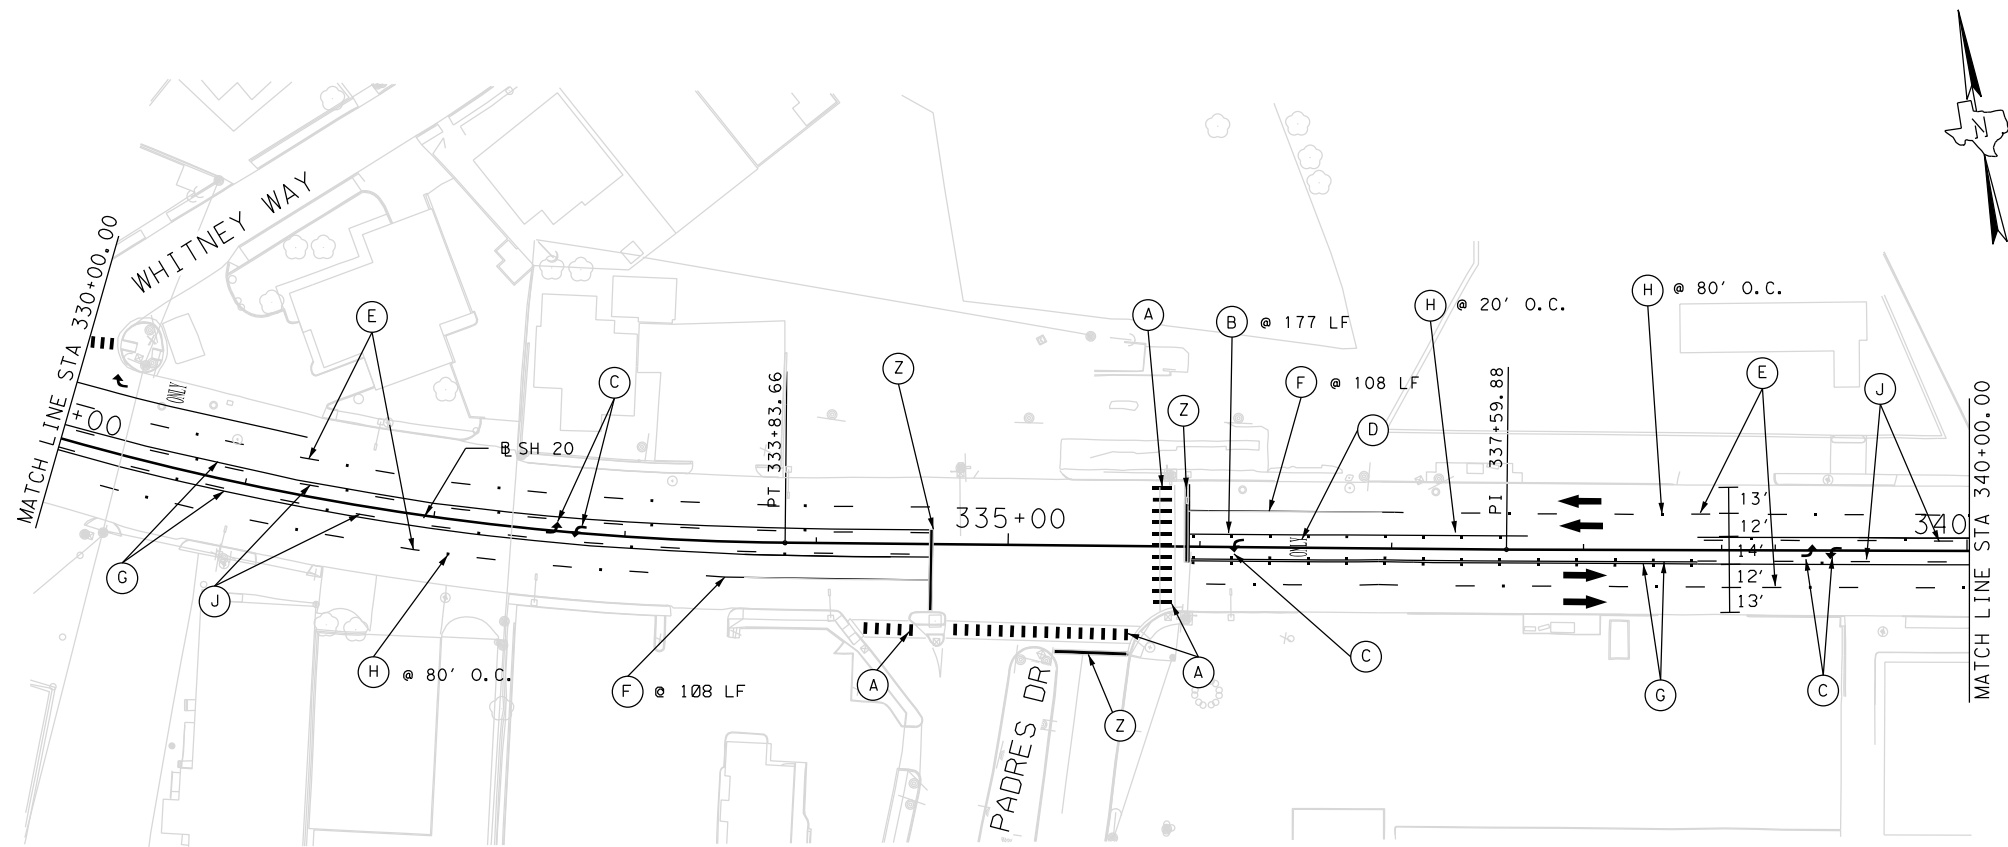 N
WHITNEY WAY
MATCH LINE STA 330+00.00
+00
ONLY
E
C
BL SH 20
PT 333+83.66
Z
335+00
A
Z
B @ 177 LF
F @ 108 LF
D
H @ 20' O.C.
PI 337+59.88
H @ 80' O.C.
E
J
ONLY
13'
12'
14'
12'
13'
340
MATCH LINE STA 340+00.00
G
J
H @ 80' O.C.
F @ 108 LF
A
PADRES DR
Z
A
C
G
C